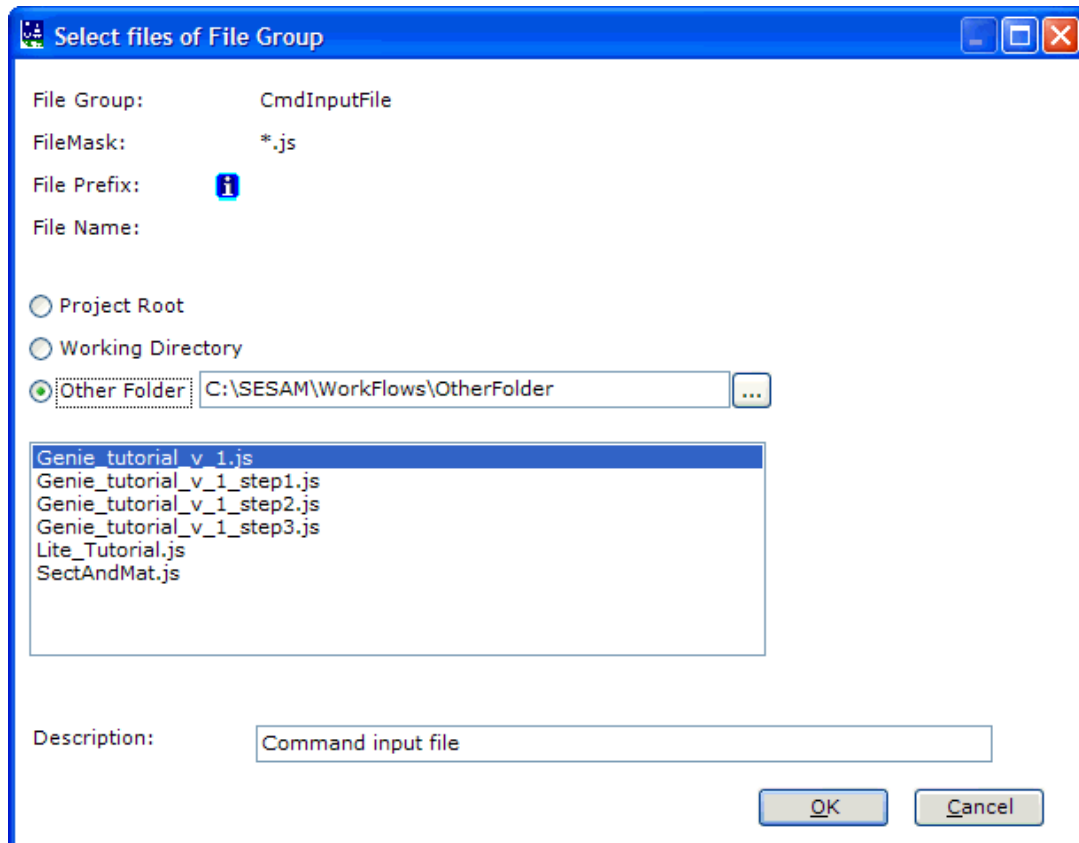 Select files of File Group
File Group: CmdInputFile
FileMask: *.js
File Prefix: i
File Name:
Project Root
Working Directory
Other Folder C:\SESAM\WorkFlows\OtherFolder ...
Genie_tutorial_v_1.js
Genie_tutorial_v_1_step1.js
Genie_tutorial_v_1_step2.js
Genie_tutorial_v_1_step3.js
Lite_Tutorial.js
SectAndMat.js
Description: Command input file
OK Cancel